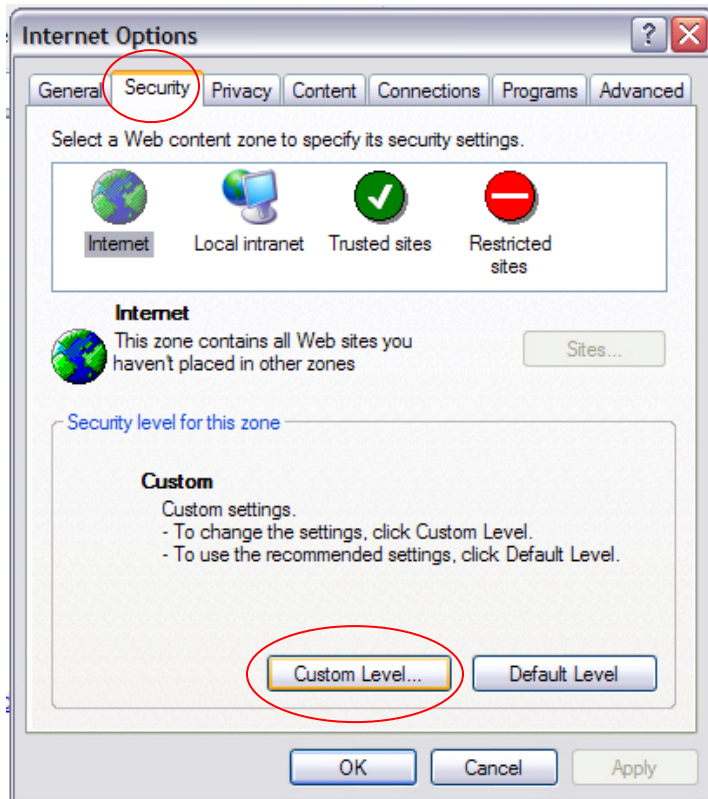 Internet Options
General Security Privacy Content Connections Programs Advanced
Select a Web content zone to specify its security settings.
Internet Local intranet Trusted sites Restricted
sites
Internet
This zone contains all Web sites you
haven't placed in other zones
Sites...
Security level for this zone
Custom
Custom settings.
- To change the settings, click Custom Level.
- To use the recommended settings, click Default Level.
Custom Level... Default Level
OK Cancel Apply